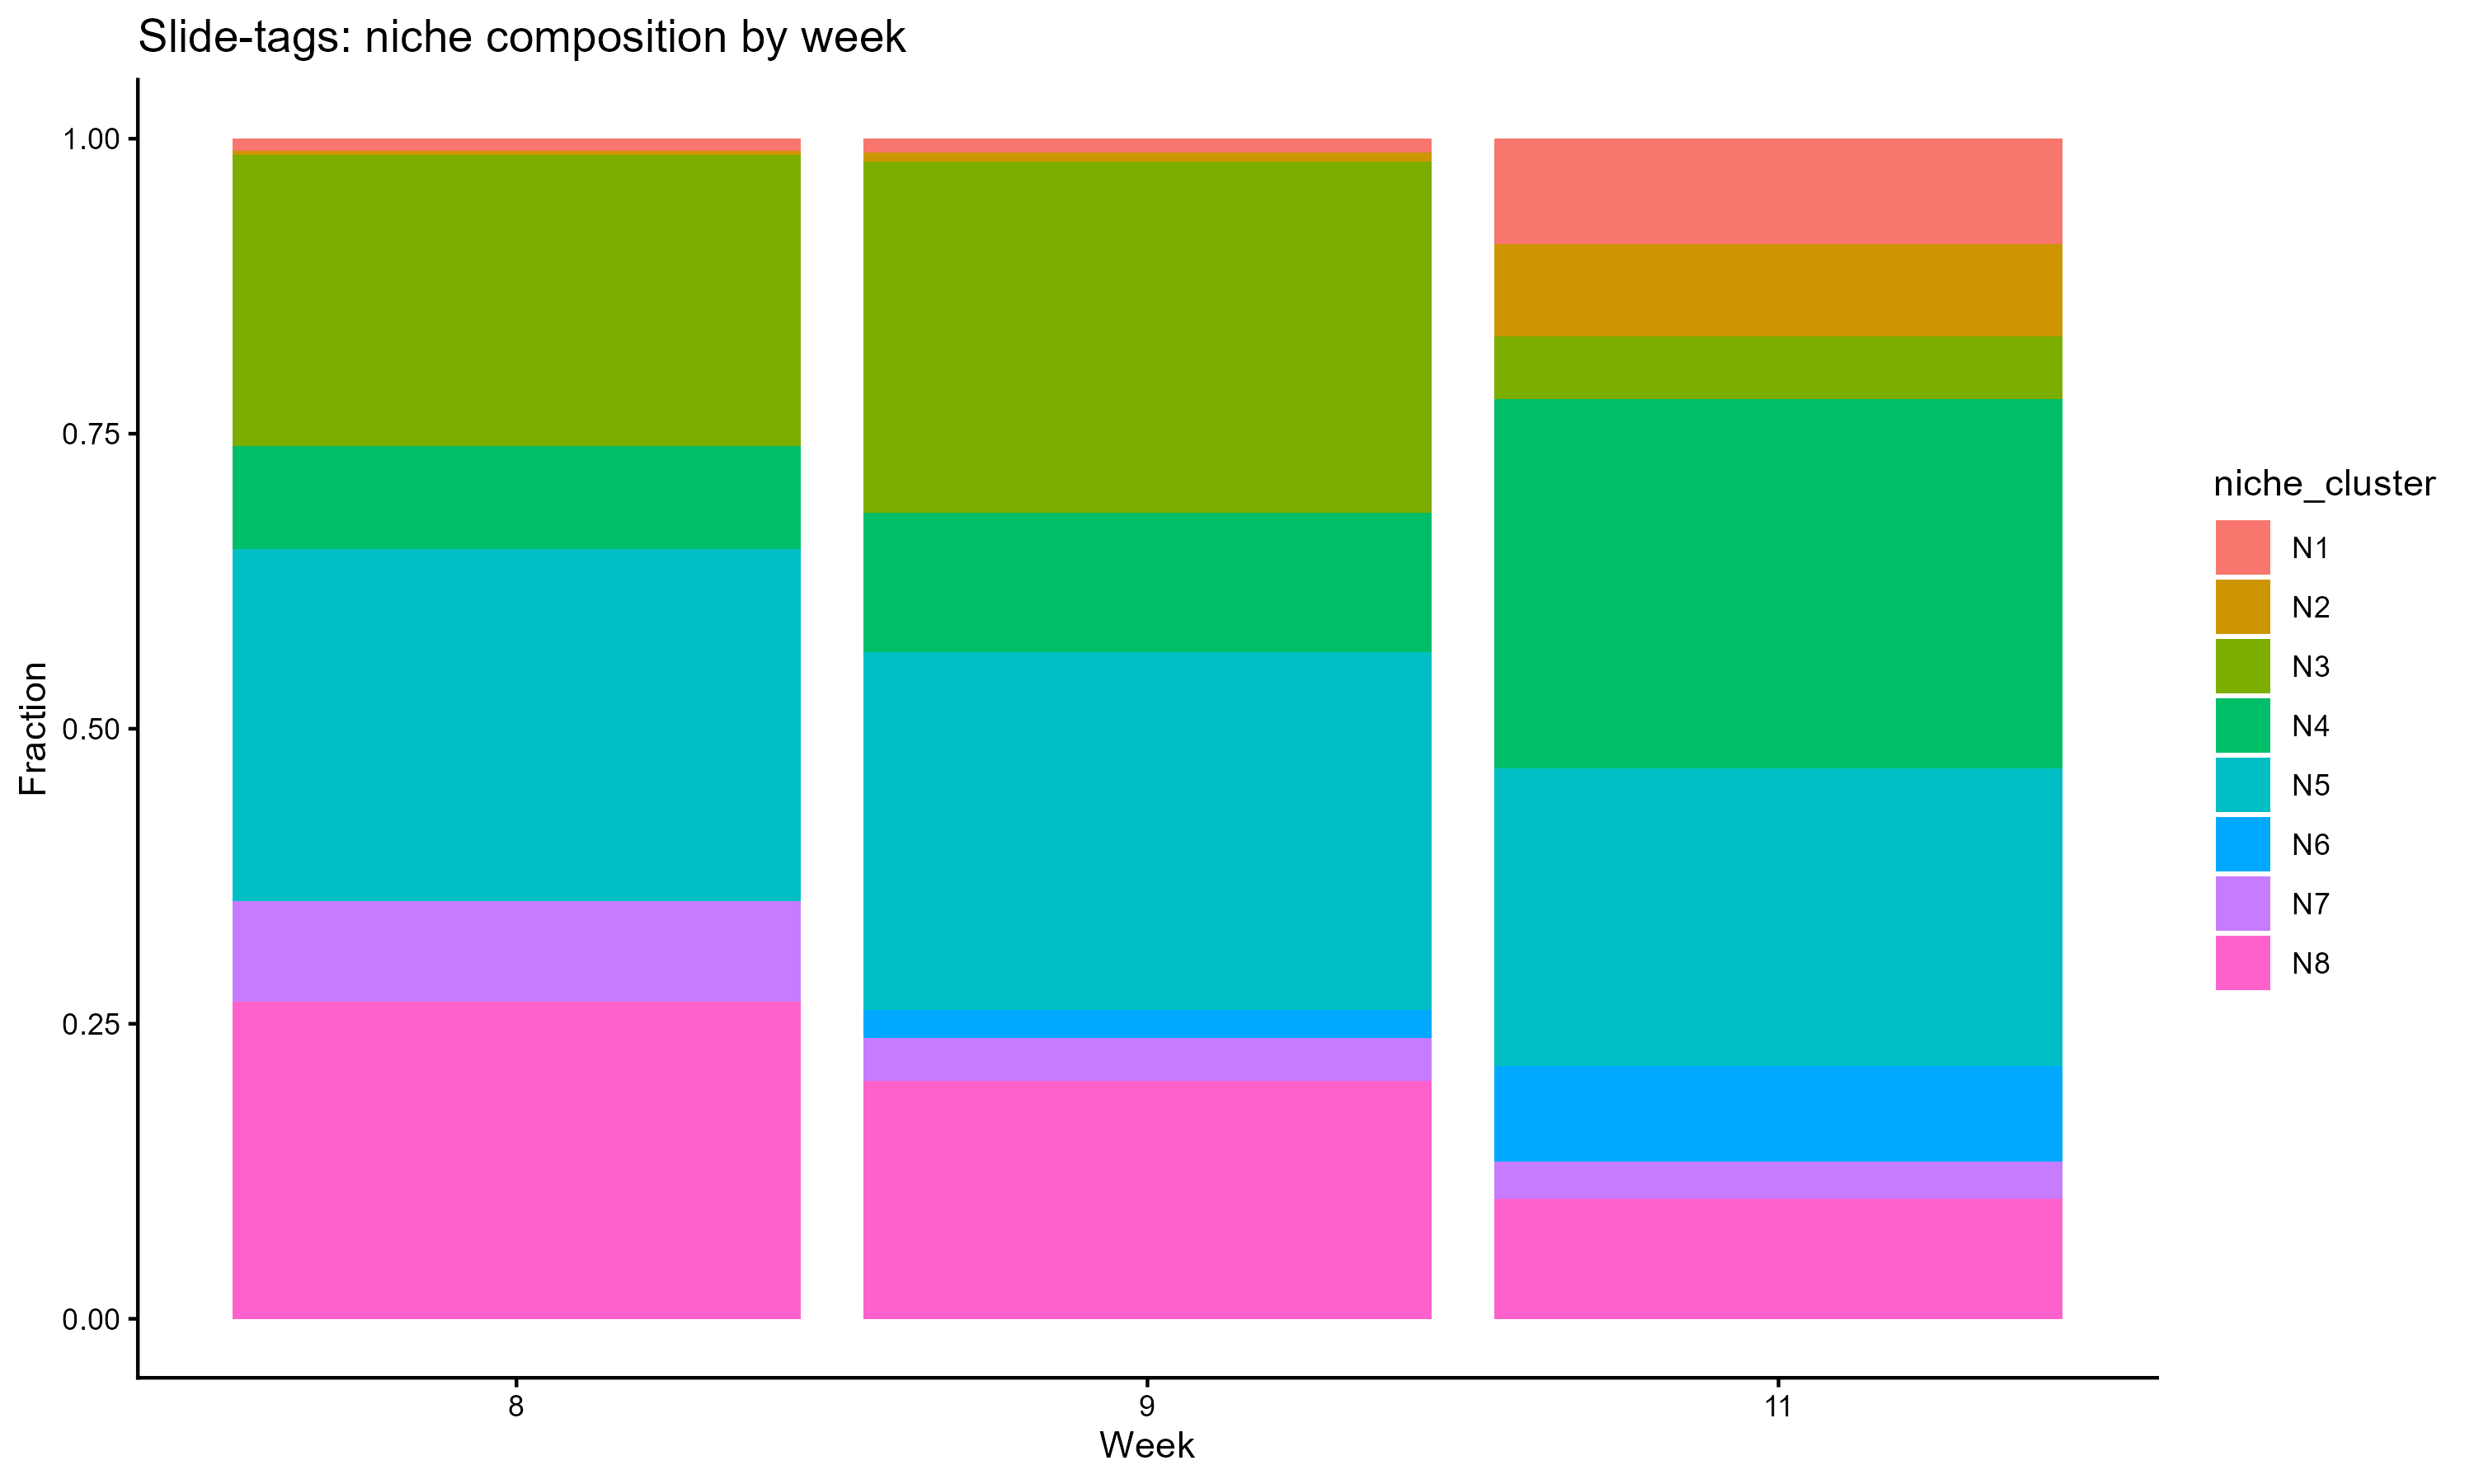 Slide-tags: niche composition by week
1.00
0.75
0.50
0.25
0.00
Fraction
8
9
11
Week
niche_cluster
N1
N2
N3
N4
N5
N6
N7
N8